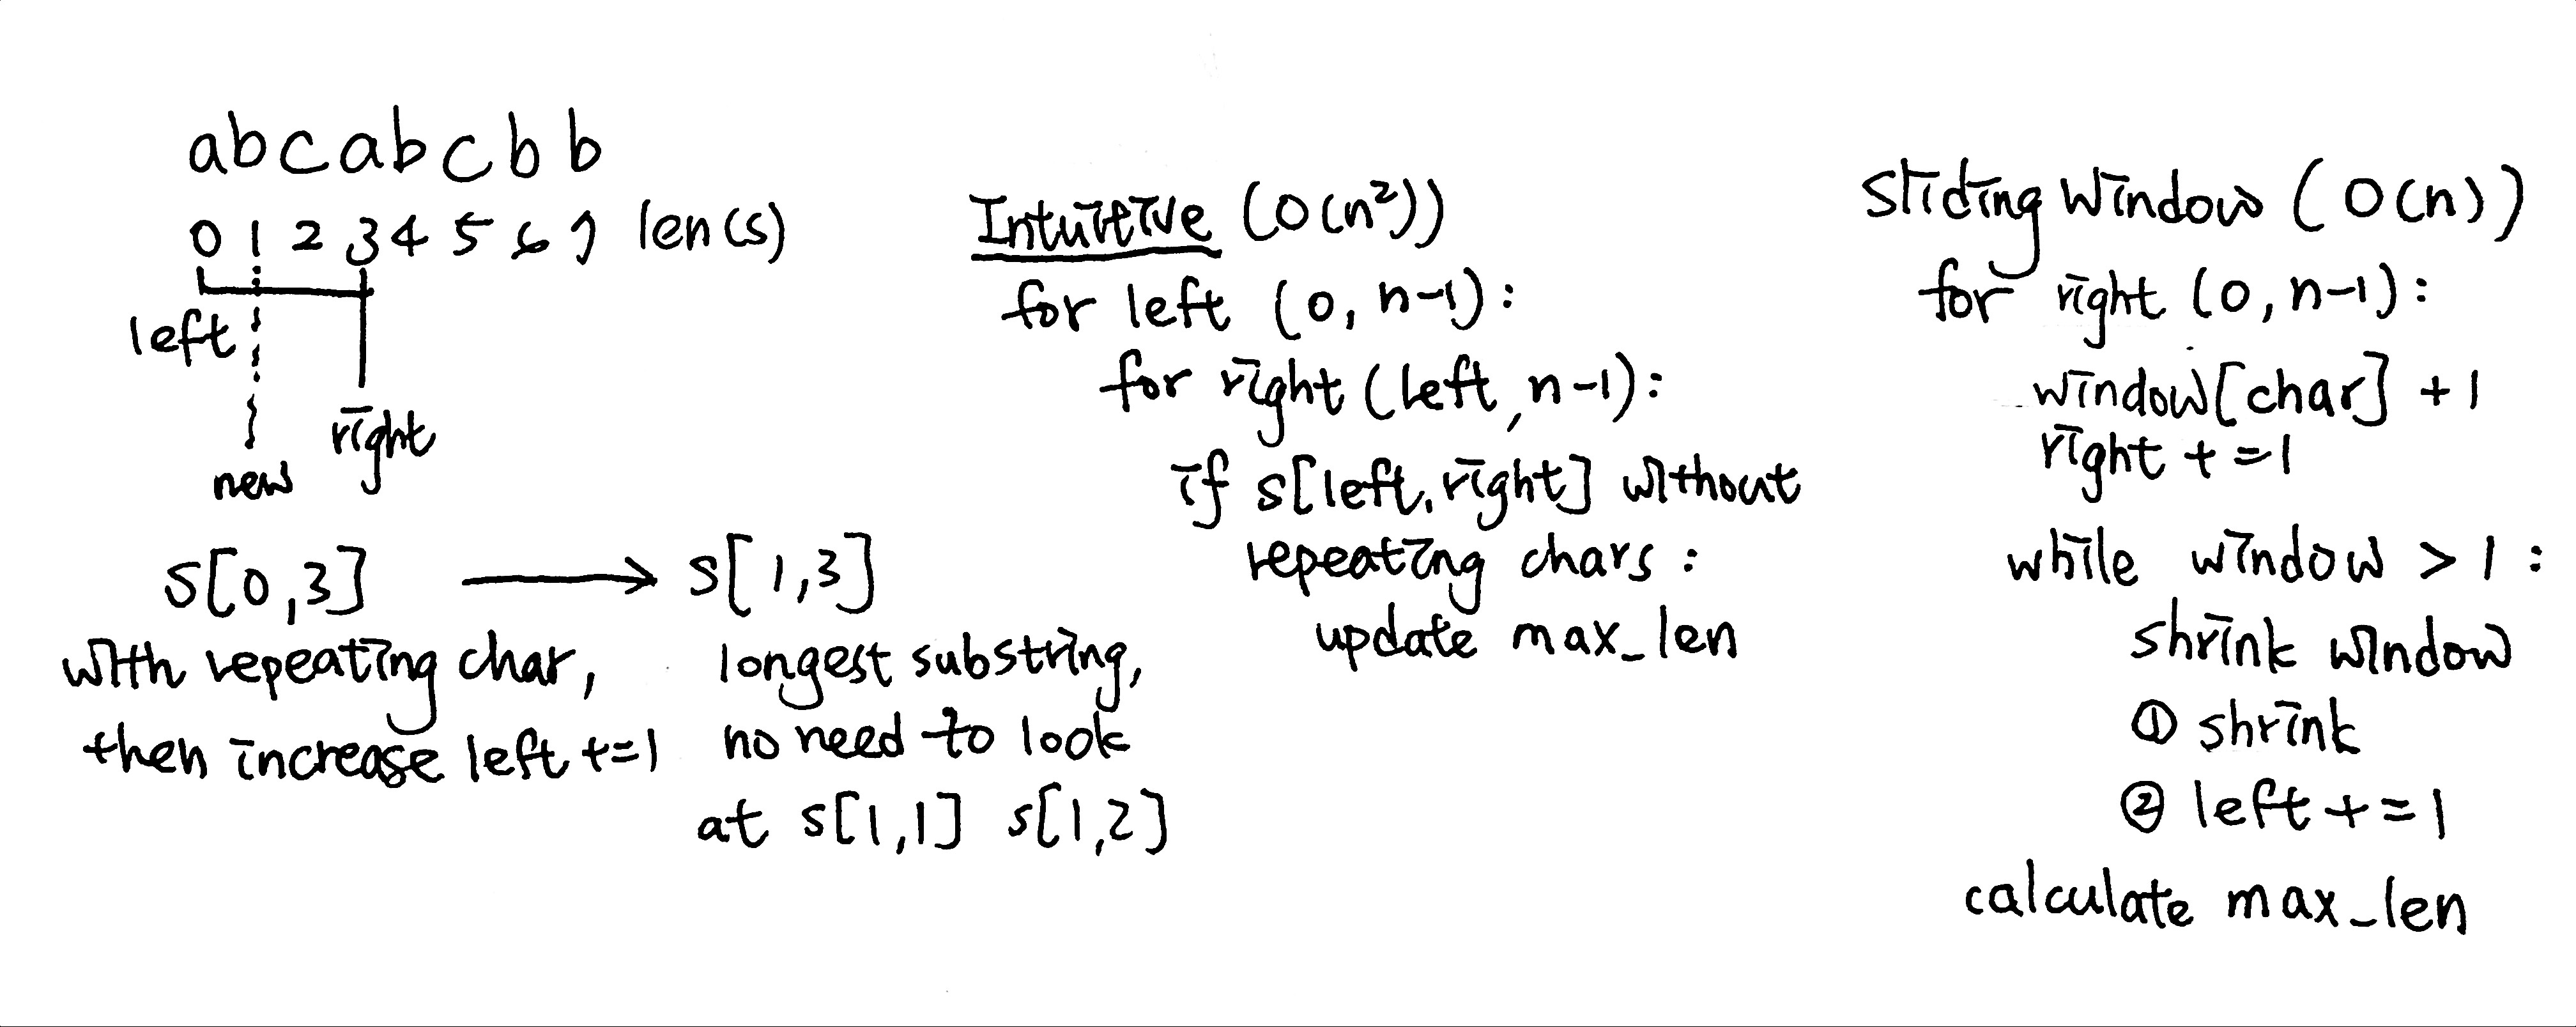 abcabcbb
0 1 2 3 4 5 6 7 len(s)
left
right
new
s[0,3] → s[1,3]
with repeating char,
then increase left +=1
longest substring,
no need to look
at s[1,1] s[1,2]
Intuitive (O(n²))
for left (0, n-1):
for right (left, n-1):
if s[left, right] without
repeating chars:
update max_len
Sliding Window (O(n))
for right (0, n-1):
window[char] +1
right +=1
while window > 1:
shrink window
① shrink
② left +=1
calculate max_len